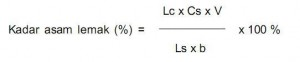 Lc x Cs x V
Kadar asam lemak (%) = x 100 %
Ls x b